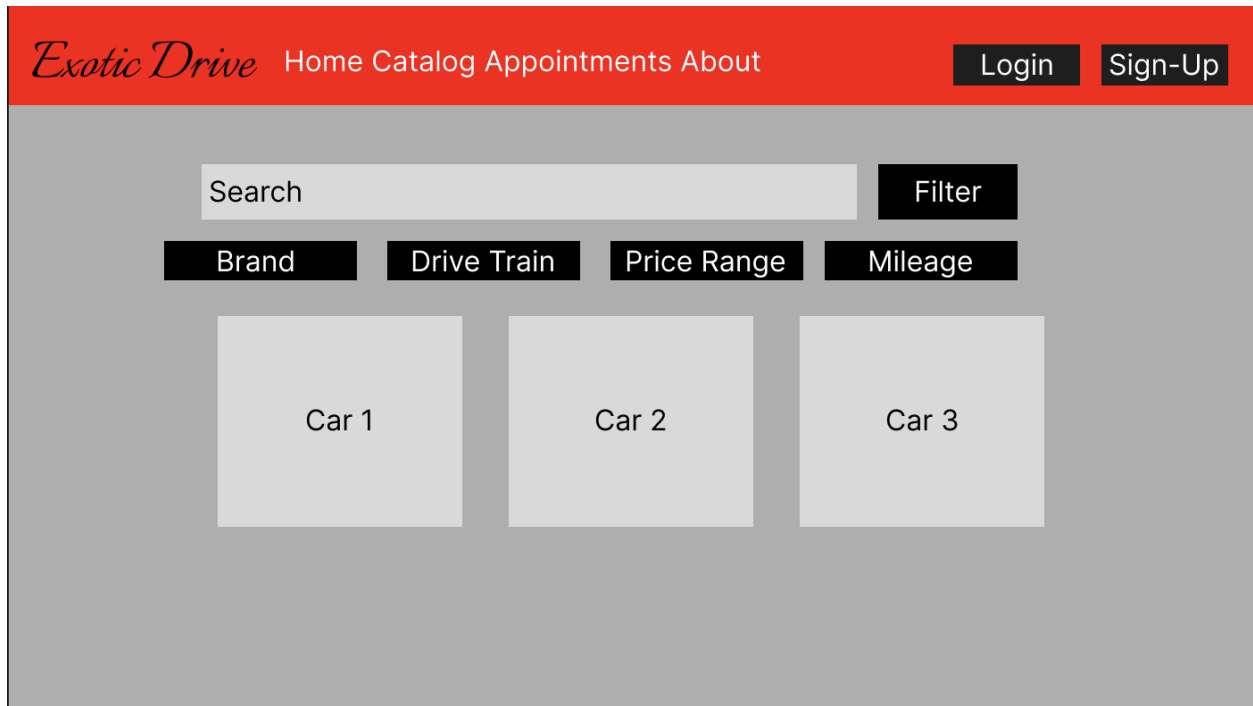 Exotic Drive Home Catalog Appointments About Login Sign-Up
Search Filter
Brand Drive Train Price Range Mileage
Car 1 Car 2 Car 3